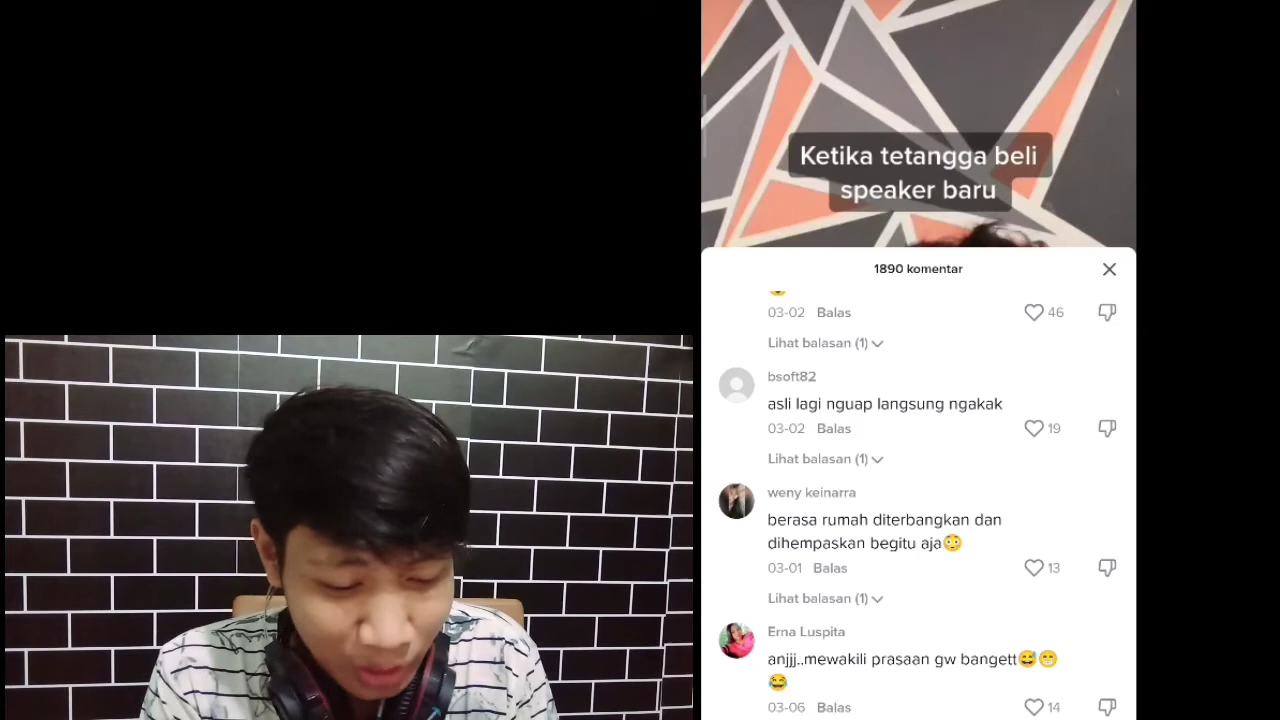 Ketika tetangga beli
speaker baru
1890 komentar
03-02 Balas 46
Lihat balasan (1)
bsoft82
asli lagi nguap langsung ngakak
03-02 Balas 19
Lihat balasan (1)
weny keinarra
berasa rumah diterbangkan dan
dihempaskan begitu aja😳
03-01 Balas 13
Lihat balasan (1)
Erna Luspita
anjjj..mewakili prasaan gw bangett😅😁
😂
03-06 Balas 14